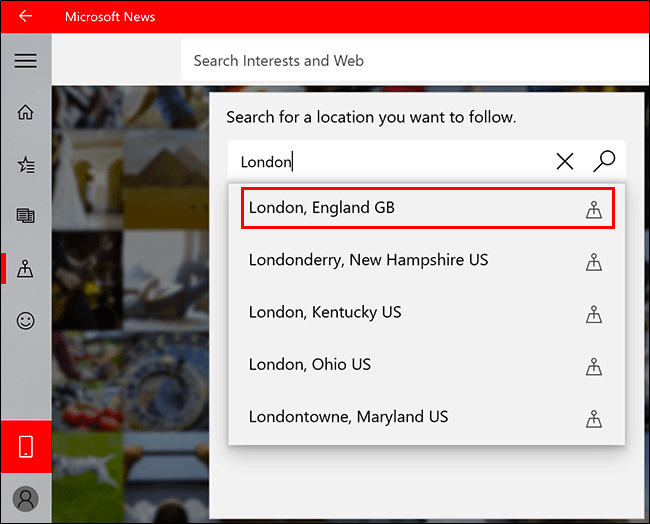 Microsoft News
Search Interests and Web
Search for a location you want to follow.
London
London, England GB
Londonderry, New Hampshire US
London, Kentucky US
London, Ohio US
Londontowne, Maryland US